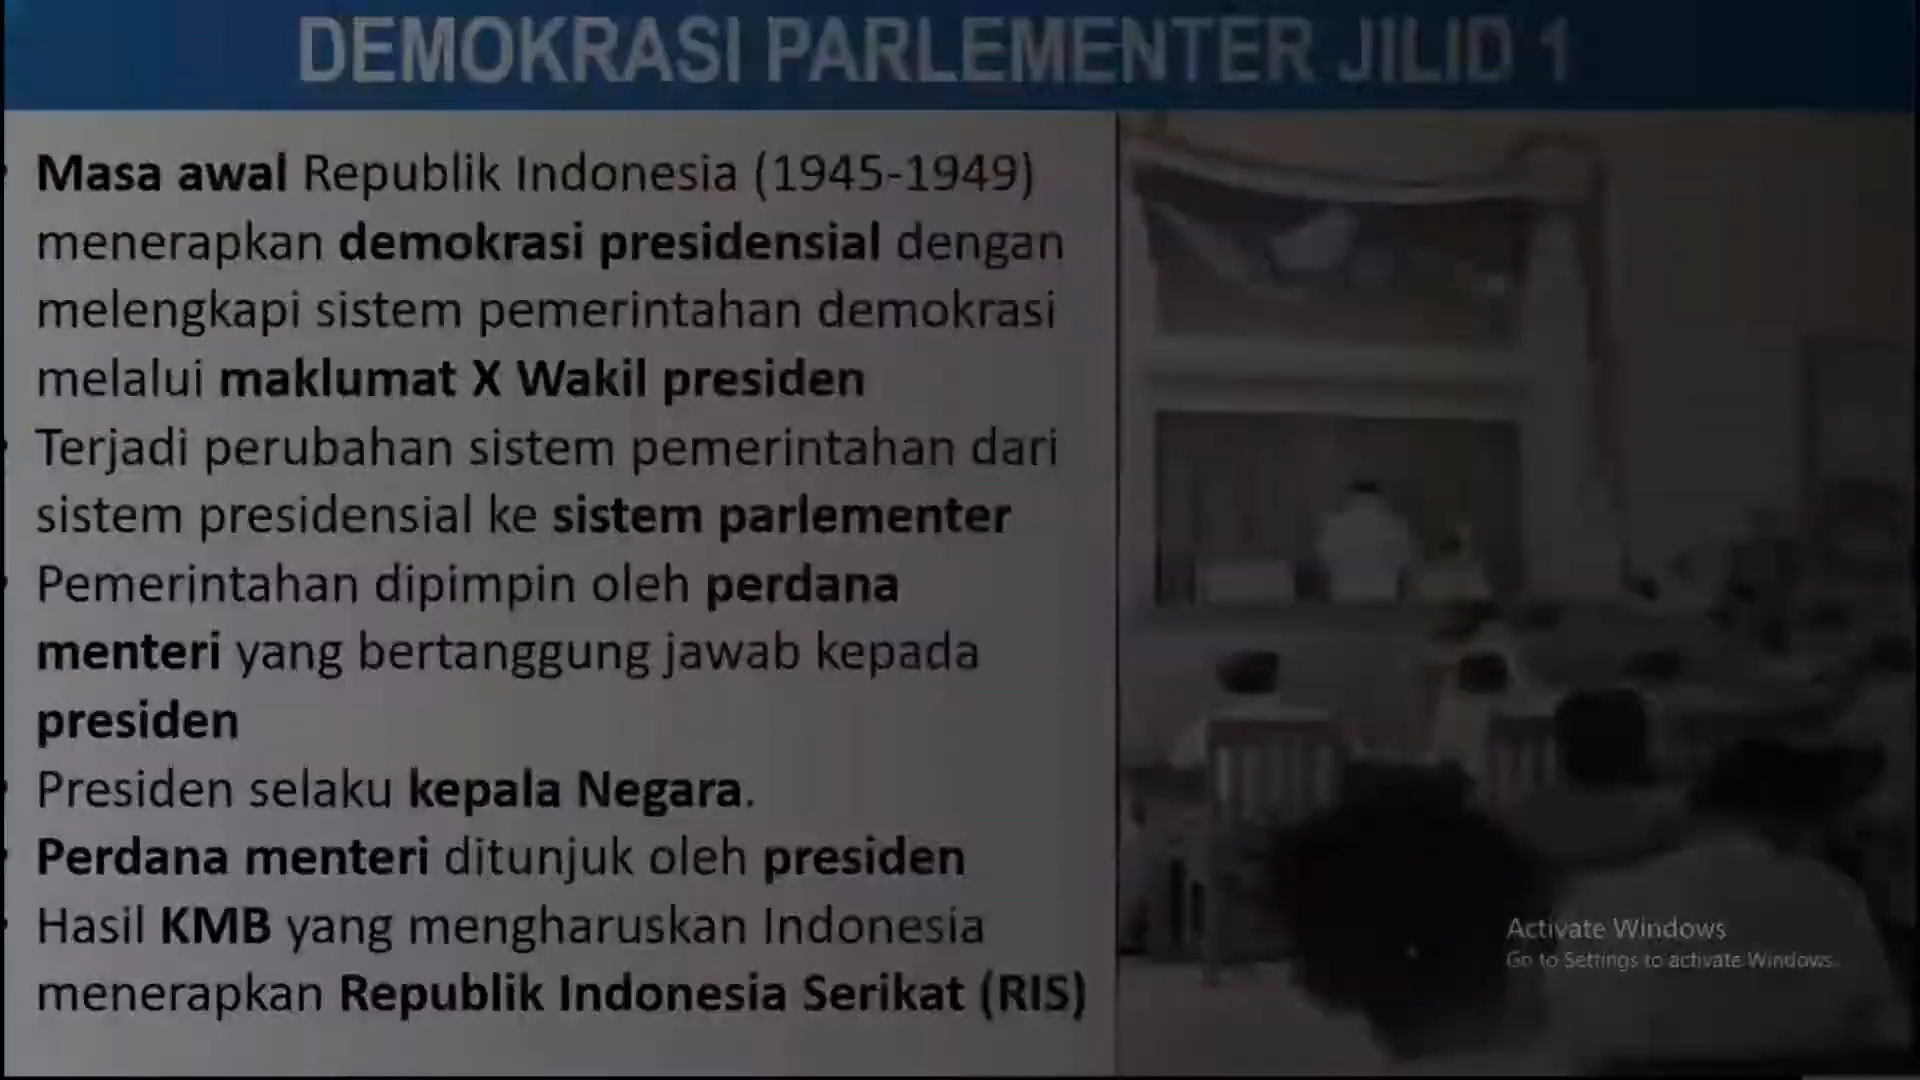 DEMOKRASI PARLEMENTER JILID 1
Masa awal Republik Indonesia (1945-1949)
menerapkan demokrasi presidensial dengan
melengkapi sistem pemerintahan demokrasi
melalui maklumat X Wakil presiden
Terjadi perubahan sistem pemerintahan dari
sistem presidensial ke sistem parlementer
Pemerintahan dipimpin oleh perdana
menteri yang bertanggung jawab kepada
presiden
Presiden selaku kepala Negara.
Perdana menteri ditunjuk oleh presiden
Hasil KMB yang mengharuskan Indonesia
menerapkan Republik Indonesia Serikat (RIS)
Activate Windows
Go to Settings to activate Windows.